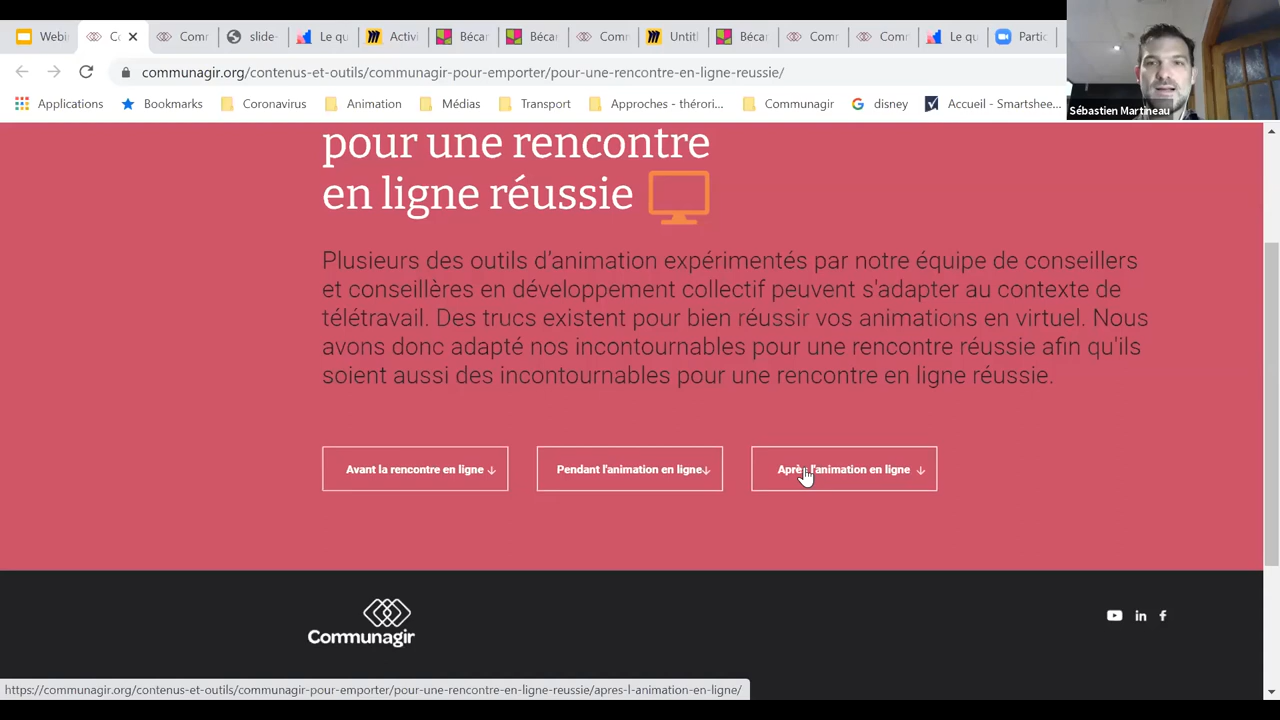 Webi
Co
Comm
slide-
Le qu
Activi
Bécar
Bécar
Comm
Untitl
Bécar
Comm
Comm
Le qu
Partic
communagir.org/contenus-et-outils/communagir-pour-emporter/pour-une-rencontre-en-ligne-reussie/
Applications
Bookmarks
Coronavirus
Animation
Médias
Transport
Approches - thérori...
Communagir
disney
Accueil - Smartshee...
Sébastien Martineau
pour une rencontre
en ligne réussie
Plusieurs des outils d'animation expérimentés par notre équipe de conseillers
et conseillères en développement collectif peuvent s'adapter au contexte de
télétravail. Des trucs existent pour bien réussir vos animations en virtuel. Nous
avons donc adapté nos incontournables pour une rencontre réussie afin qu'ils
soient aussi des incontournables pour une rencontre en ligne réussie.
Avant la rencontre en ligne
Pendant l'animation en ligne
Après l'animation en ligne
Communagir
https://communagir.org/contenus-et-outils/communagir-pour-emporter/pour-une-rencontre-en-ligne-reussie/apres-l-animation-en-ligne/